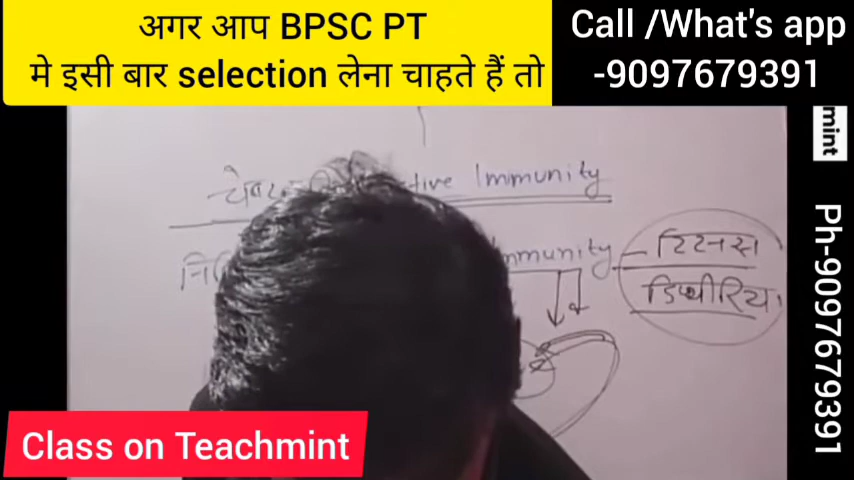 अगर आप BPSC PT
मे इसी बार selection लेना चाहते हैं तो
Call /What's app
-9097679391
mint
Ph-9097679391
tive Immunity
mmunity - टिटनस
डिप्थीरिया
Class on Teachmint